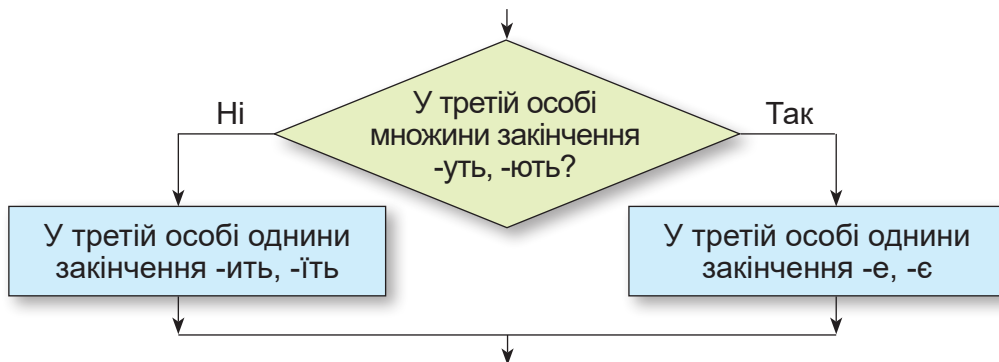 У третій особі
множини закінчення
-уть, -ють?
Ні
Так
У третій особі однини
закінчення -ить, -їть
У третій особі однини
закінчення -е, -є